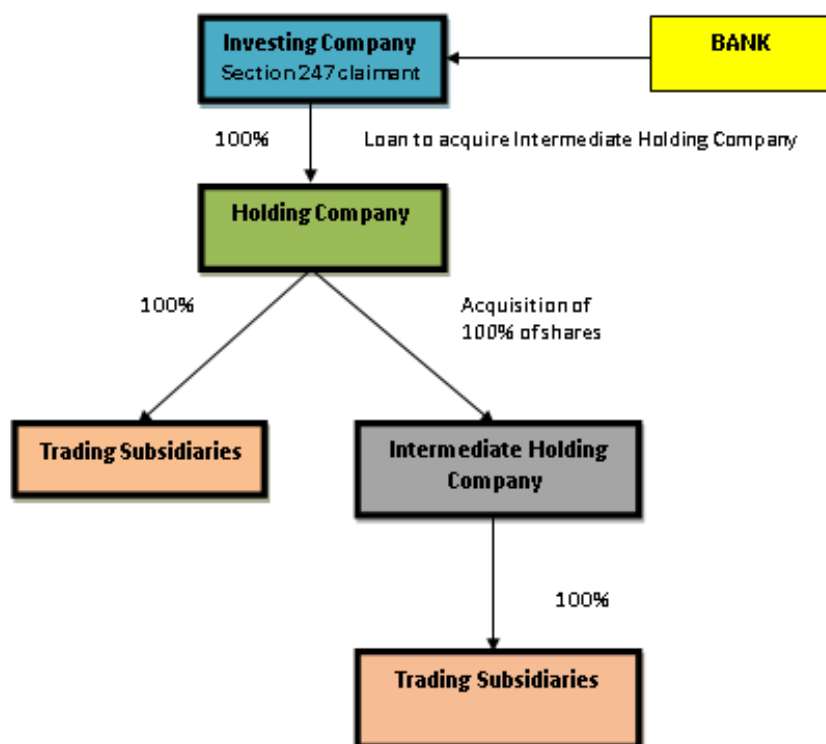 Investing Company
Section 247 claimant
BANK
100%
Loan to acquire Intermediate Holding Company
Holding Company
100%
Acquisition of
100% of shares
Trading Subsidiaries
Intermediate Holding
Company
100%
Trading Subsidiaries